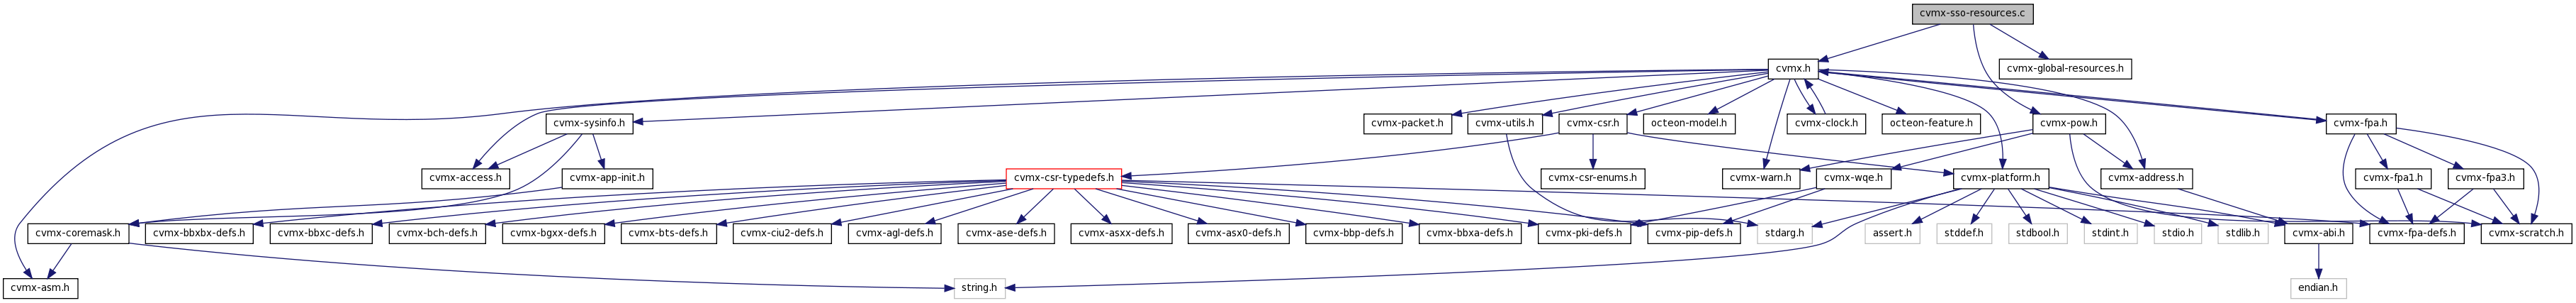 cvmx-sso-resources.c
cvmx.h
cvmx-global-resources.h
cvmx-sysinfo.h
cvmx-packet.h
cvmx-utils.h
cvmx-csr.h
octeon-model.h
cvmx-clock.h
octeon-feature.h
cvmx-pow.h
cvmx-fpa.h
cvmx-access.h
cvmx-app-init.h
cvmx-csr-typedefs.h
cvmx-csr-enums.h
cvmx-warn.h
cvmx-wqe.h
cvmx-platform.h
cvmx-address.h
cvmx-fpa1.h
cvmx-fpa3.h
cvmx-coremask.h
cvmx-bbxbx-defs.h
cvmx-bbxc-defs.h
cvmx-bch-defs.h
cvmx-bgxx-defs.h
cvmx-bts-defs.h
cvmx-ciu2-defs.h
cvmx-agl-defs.h
cvmx-ase-defs.h
cvmx-asxx-defs.h
cvmx-asx0-defs.h
cvmx-bbp-defs.h
cvmx-bbxa-defs.h
cvmx-pki-defs.h
cvmx-pip-defs.h
stdarg.h
assert.h
stddef.h
stdbool.h
stdint.h
stdio.h
stdlib.h
cvmx-abi.h
cvmx-fpa-defs.h
cvmx-scratch.h
cvmx-asm.h
string.h
endian.h